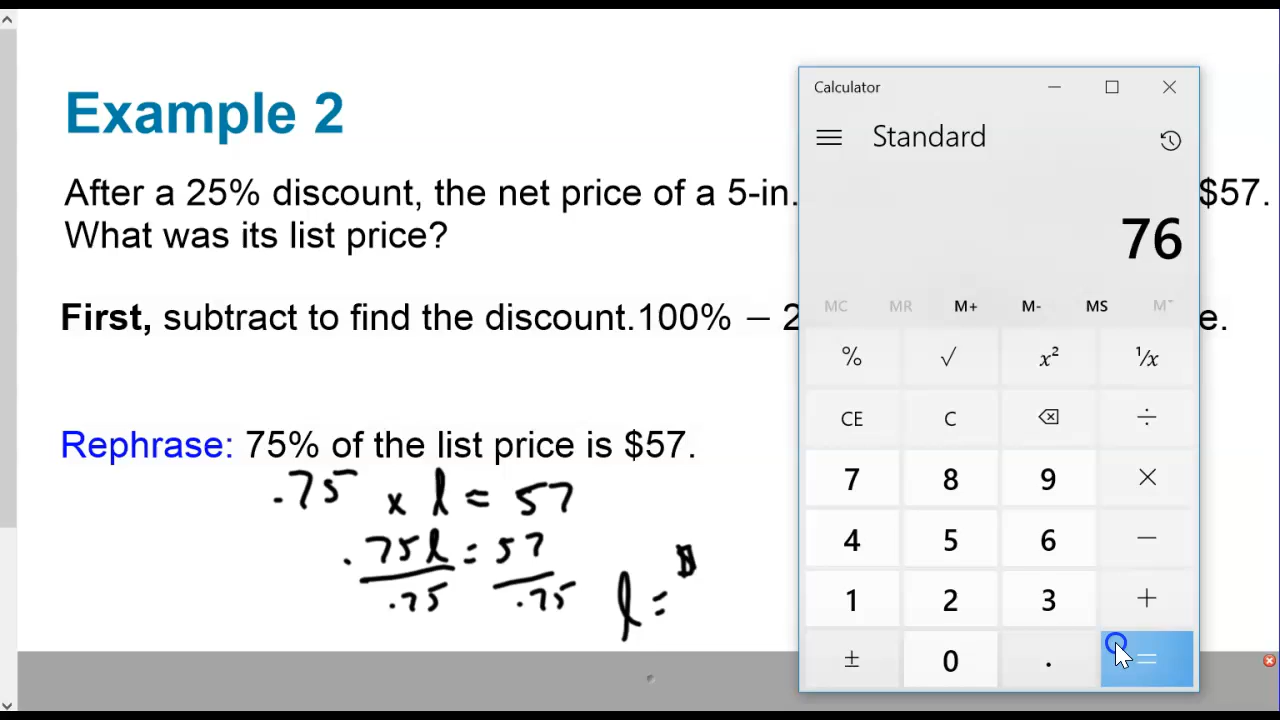 Example 2
After a 25% discount, the net price of a 5-in. $57.
What was its list price?
First, subtract to find the discount.100% − 2 e.
Rephrase: 75% of the list price is $57.
.75 x l = 57
.75l = 57
.75 .75
l =
Calculator
Standard
76
MC MR M+ M- MS M˅
% √ x² ¹/x
CE C ⌫ ÷
7 8 9 ×
4 5 6 −
1 2 3 +
± 0 . =